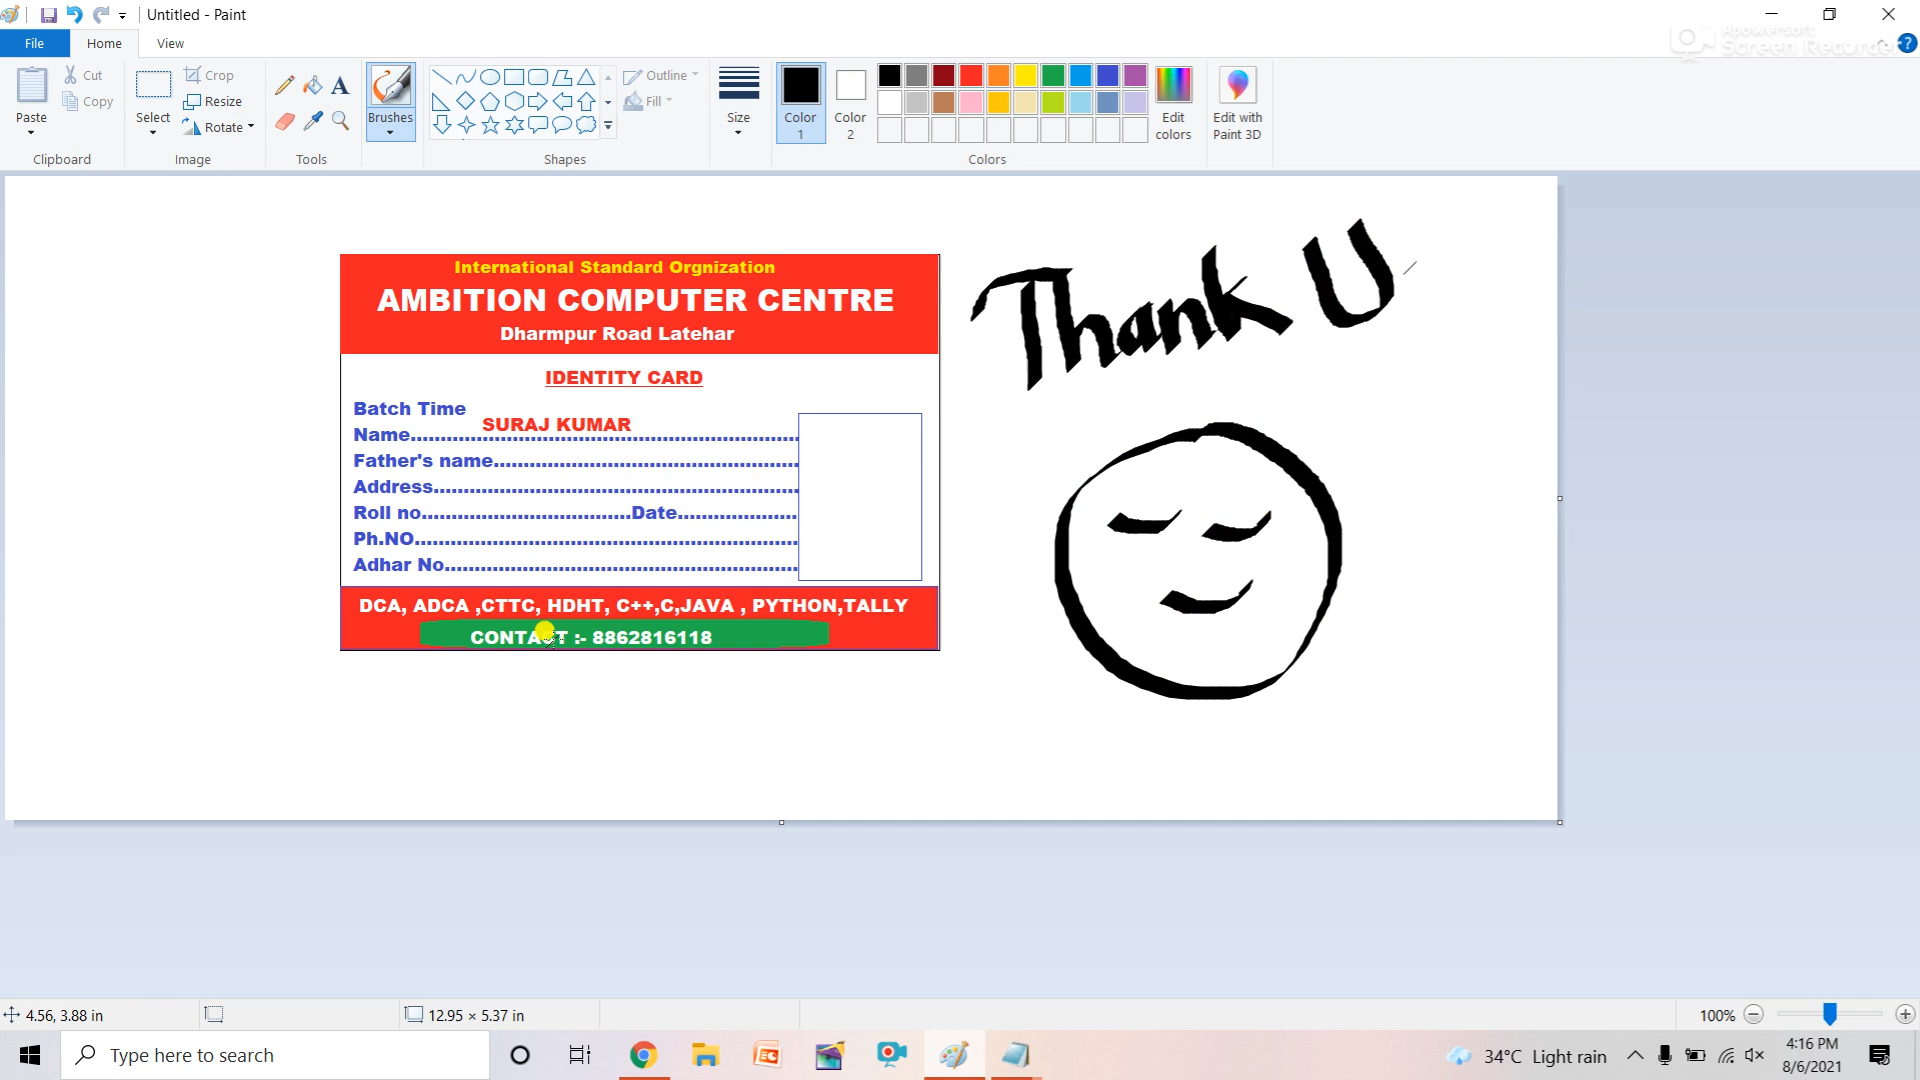 Untitled - Paint
File Home View
Apowersoft
Screen Recorder
Paste
Cut
Copy
Clipboard
Select
Crop
Resize
Rotate
Image
Tools
Brushes
Shapes
Outline
Fill
Size
Color
1
Color
2
Colors
Edit
colors
Edit with
Paint 3D
International Standard Orgnization
AMBITION COMPUTER CENTRE
Dharmpur Road Latehar
IDENTITY CARD
Batch Time
SURAJ KUMAR
Name................................................................
Father's name...................................................
Address.............................................................
Roll no...................................Date....................
Ph.NO................................................................
Adhar No...........................................................
DCA, ADCA ,CTTC, HDHT, C++,C,JAVA , PYTHON,TALLY
CONTACT :- 8862816118
Thank U
4.56, 3.88 in
12.95 × 5.37 in
100%
Type here to search
34°C Light rain
4:16 PM
8/6/2021